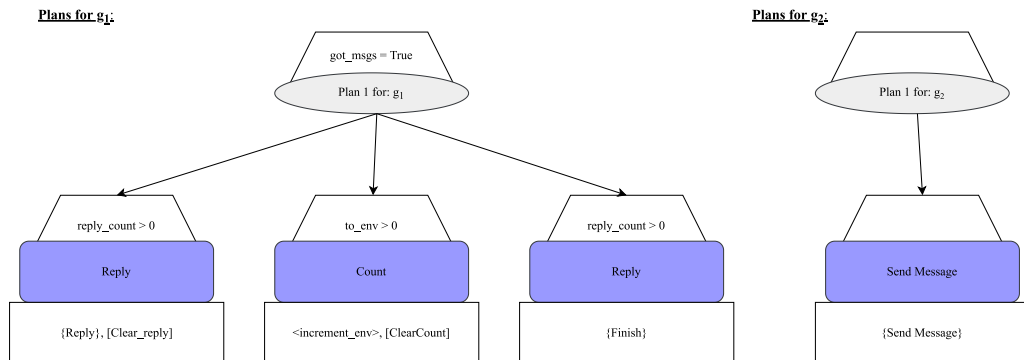 Plans for g1:
Plans for g2:
got_msgs = True
Plan 1 for: g1
Plan 1 for: g2
reply_count > 0
to_env > 0
reply_count > 0
Reply
Count
Reply
Send Message
{Reply}, [Clear_reply]
<increment_env>, [ClearCount]
{Finish}
{Send Message}